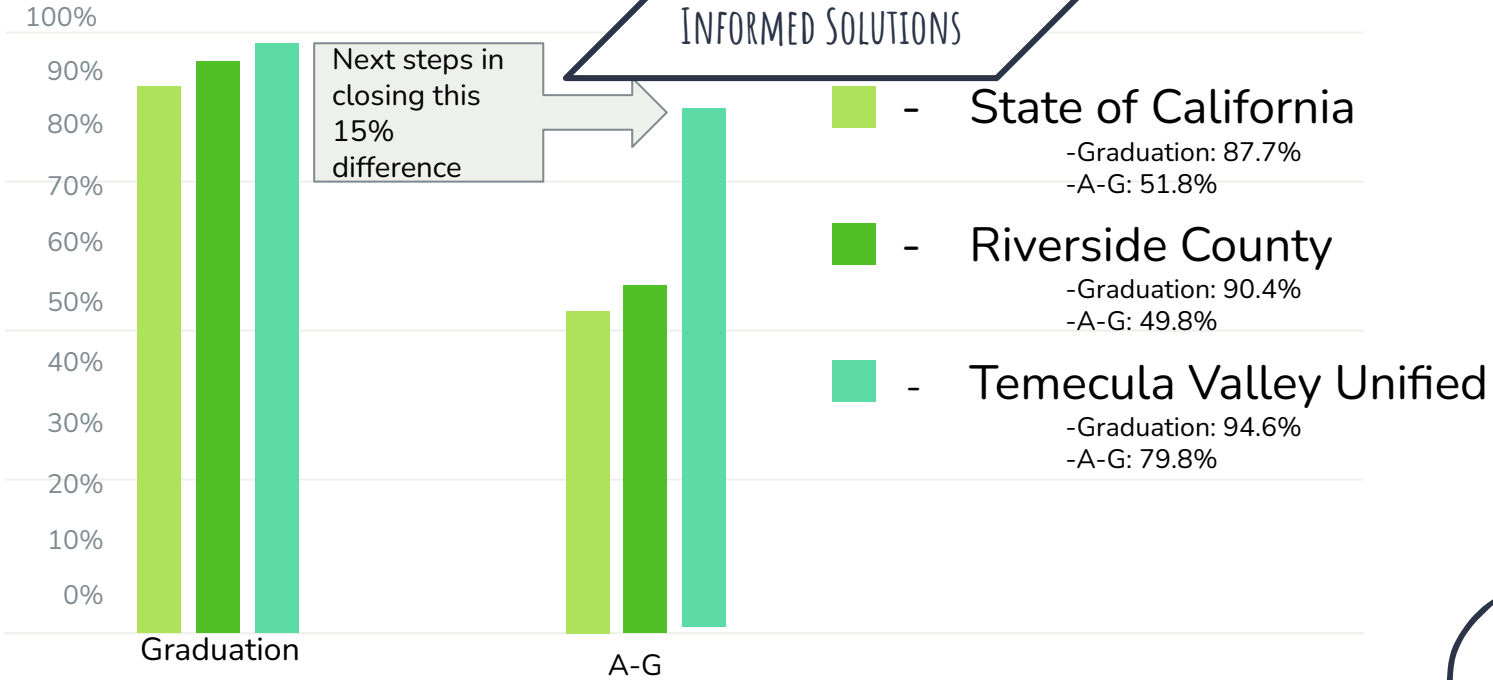 Informed Solutions
100%
90%
80%
70%
60%
50%
40%
30%
20%
10%
0%
Next steps in
closing this
15%
difference
Graduation
A-G
- State of California
-Graduation: 87.7%
-A-G: 51.8%
- Riverside County
-Graduation: 90.4%
-A-G: 49.8%
- Temecula Valley Unified
-Graduation: 94.6%
-A-G: 79.8%